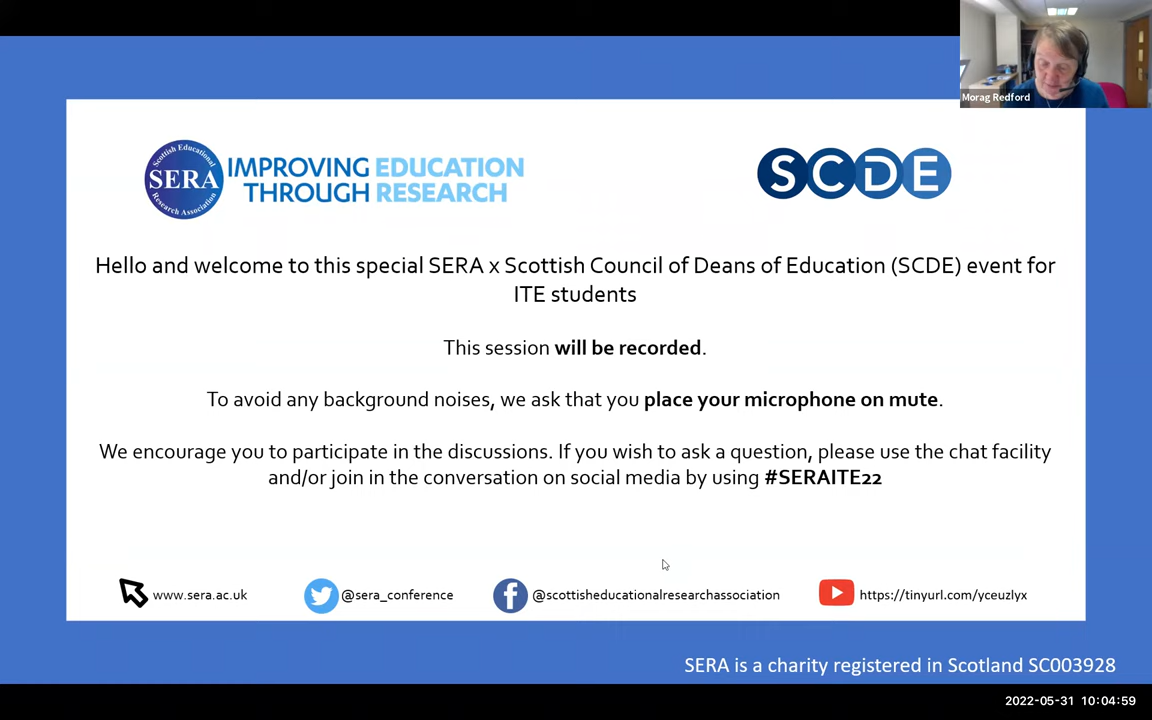 Morag Redford
Scottish Educational
SERA
Research Association
IMPROVING EDUCATION
THROUGH RESEARCH
SCDE
Hello and welcome to this special SERA x Scottish Council of Deans of Education (SCDE) event for
ITE students
This session will be recorded.
To avoid any background noises, we ask that you place your microphone on mute.
We encourage you to participate in the discussions. If you wish to ask a question, please use the chat facility
and/or join in the conversation on social media by using #SERAITE22
www.sera.ac.uk
@sera_conference
@scottisheducationalresearchassociation
https://tinyurl.com/yceuzlyx
SERA is a charity registered in Scotland SC003928
2022-05-31 10:04:59